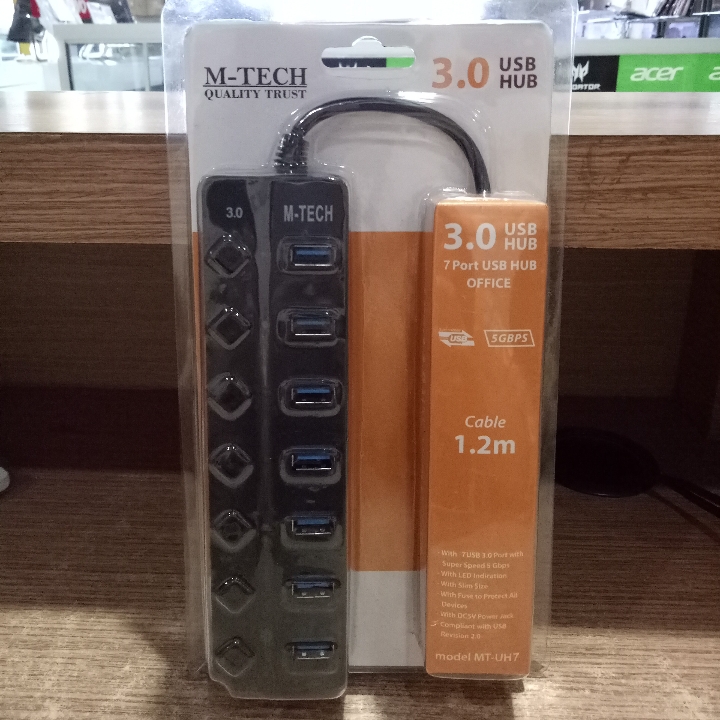 M-TECH
QUALITY TRUST
3.0 USB HUB
acer
3.0
M-TECH
3.0 USB HUB
7 Port USB HUB
OFFICE
USB
5GBPS
Cable
1.2m
- With 7USB 3.0 Port with
Super Speed 5 Gbps
- With LED Indication
- With Slim Size
- With Fuse to Protect All
Devices
- With DC5V Power Jack
Compliant with USB
Revision 2.0
model MT-UH7